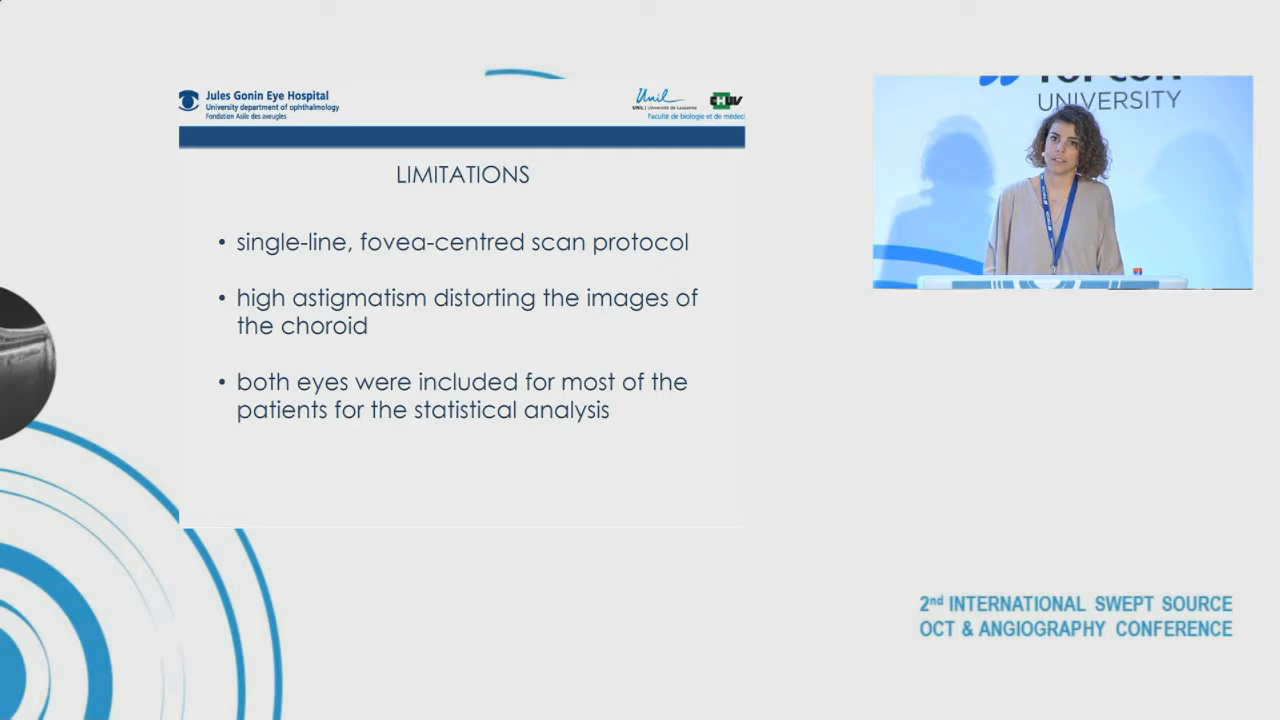 Jules Gonin Eye Hospital
University department of ophthalmology
Fondation Asile des aveugles
Unil
UNIL | Université de Lausanne
CHUV
Faculté de biologie et de médeci
LIMITATIONS
• single-line, fovea-centred scan protocol
• high astigmatism distorting the images of
the choroid
• both eyes were included for most of the
patients for the statistical analysis
TOPCON
UNIVERSITY
2nd INTERNATIONAL SWEPT SOURCE
OCT & ANGIOGRAPHY CONFERENCE